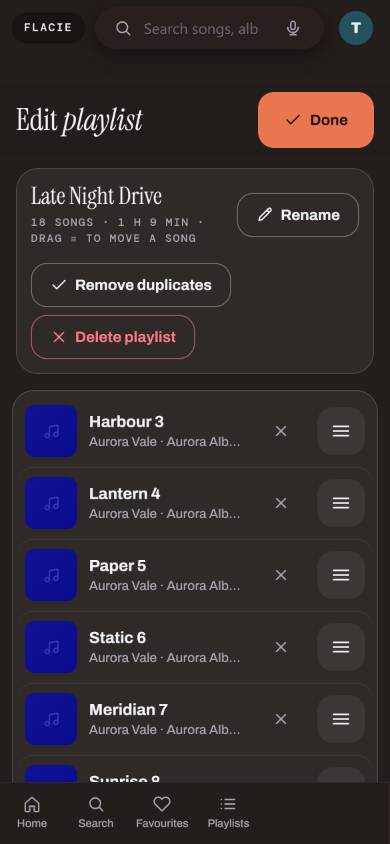 FLACIE
Search songs, alb
T
Edit playlist
Done
Late Night Drive
18 SONGS · 1 H 9 MIN ·
DRAG ≡ TO MOVE A SONG
Rename
Remove duplicates
Delete playlist
Harbour 3
Aurora Vale · Aurora Alb...
Lantern 4
Aurora Vale · Aurora Alb...
Paper 5
Aurora Vale · Aurora Alb...
Static 6
Aurora Vale · Aurora Alb...
Meridian 7
Aurora Vale · Aurora Alb...
Sunrise 8
Home
Search
Favourites
Playlists